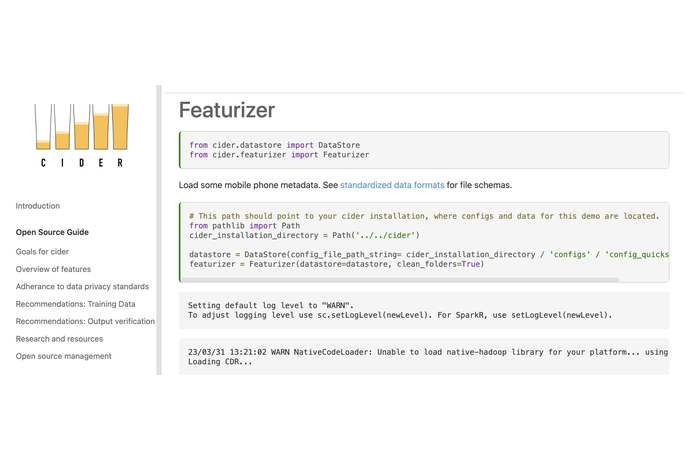 C I D E R
Introduction
Open Source Guide
Goals for cider
Overview of features
Adherence to data privacy standards
Recommendations: Training Data
Recommendations: Output verification
Research and resources
Open source management
Featurizer
from cider.datastore import DataStore
from cider.featurizer import Featurizer
Load some mobile phone metadata. See standardized data formats for file schemas.
# This path should point to your cider installation, where configs and data for this demo are located.
from pathlib import Path
cider_installation_directory = Path('../../cider')
datastore = DataStore(config_file_path_string= cider_installation_directory / 'configs' / 'config_quicks
featurizer = Featurizer(datastore=datastore, clean_folders=True)
Setting default log level to "WARN".
To adjust logging level use sc.setLogLevel(newLevel). For SparkR, use setLogLevel(newLevel).
23/03/31 13:21:02 WARN NativeCodeLoader: Unable to load native-hadoop library for your platform... using
Loading CDR...